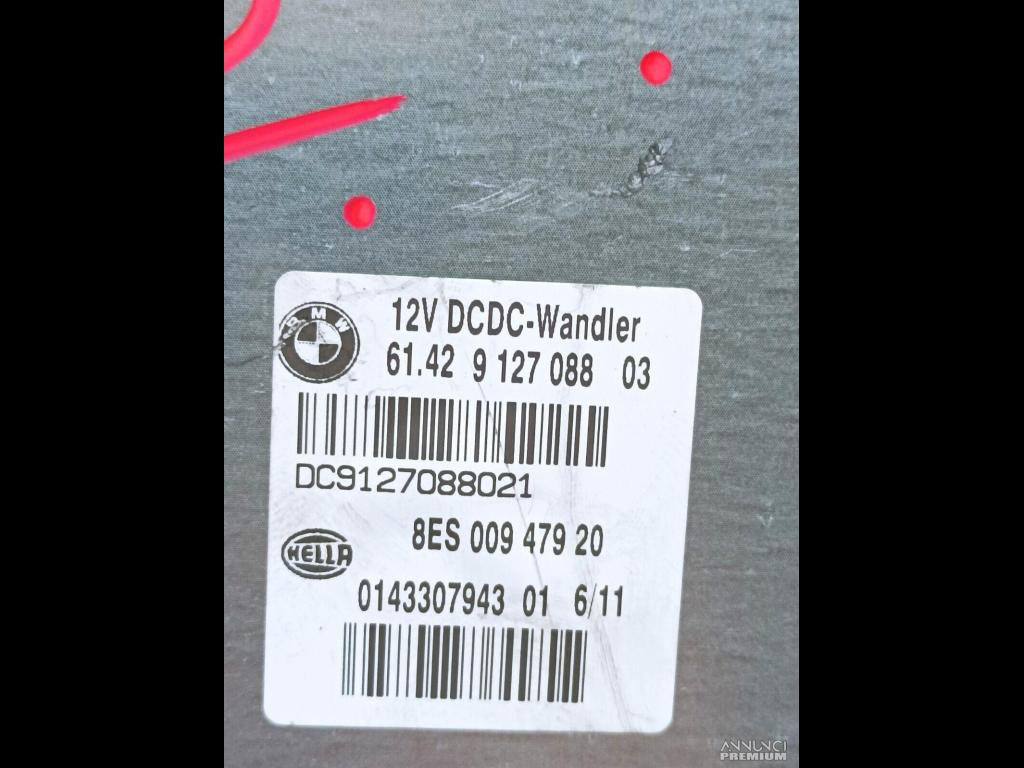 BMW
12V DCDC-Wandler
61.42 9 127 088 03
DC9127088021
8ES 009 479 20
HELLA
0143307943 01 6/11
ANNUNCI
PREMIUM